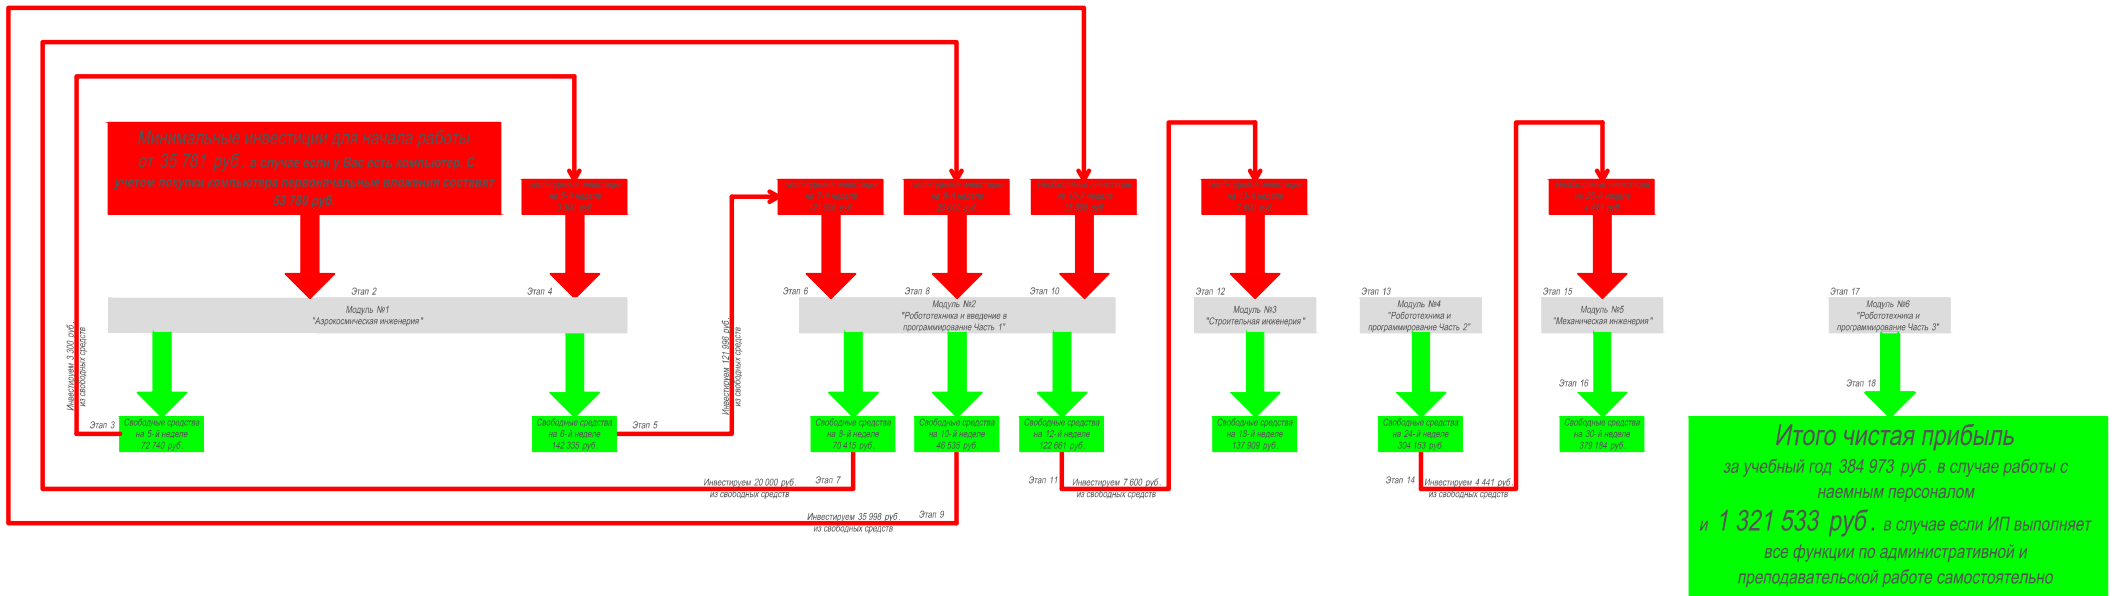 Минимальные инвестиции для начала работы
от 35 781 руб. в случае если у Вас есть компьютер. С
учетом покупки компьютера первоначальные вложения составят
53 780 руб.
на 5-й неделе
на 7-й неделе
на 9-й неделе
Этап 2
Этап 4
Этап 6
Этап 8
Этап 10
Этап 12
Этап 13
Этап 15
Этап 17
Модуль №1
"Аэрокосмическая инженерия"
Модуль №2
"Робототехника и введение в
программирование Часть 1"
Модуль №3
"Строительная инженерия"
Модуль №4
"Робототехника и
программирование Часть 2"
Модуль №5
"Механическая инженерия"
Модуль №6
"Робототехника и
программирование Часть 3"
Инвестируем 3 300 руб.
из свободных средств
Инвестируем 121 996 руб.
из свободных средств
Этап 16
Этап 18
Этап 3
Свободные средства
на 5-й неделе
72 740 руб.
Свободные средства
на 6-й неделе
142 335 руб.
Этап 5
Свободные средства
на 8-й неделе
70 415 руб.
Свободные средства
на 10-й неделе
46 535 руб.
Свободные средства
на 12-й неделе
122 661 руб.
Свободные средства
на 18-й неделе
137 909 руб.
Свободные средства
на 24-й неделе
304 153 руб.
Свободные средства
на 30-й неделе
379 184 руб.
Инвестируем 20 000 руб.
из свободных средств
Этап 7
Этап 11
Инвестируем 7 600 руб.
из свободных средств
Этап 14
Инвестируем 4 441 руб.
из свободных средств
Инвестируем 35 998 руб.
из свободных средств
Этап 9
Итого чистая прибыль
за учебный год 384 973 руб. в случае работы с
наемным персоналом
и 1 321 533 руб. в случае если ИП выполняет
все функции по административной и
преподавательской работе самостоятельно